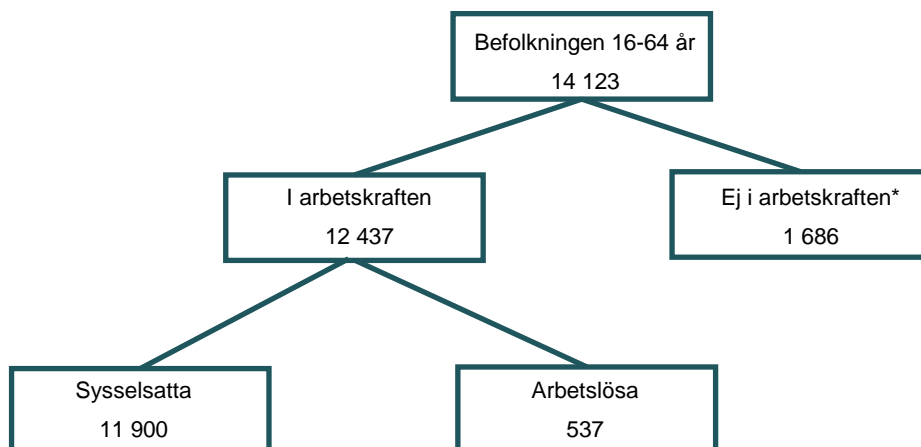 Befolkningen 16-64 år
14 123
I arbetskraften
12 437
Ej i arbetskraften*
1 686
Sysselsatta
11 900
Arbetslösa
537